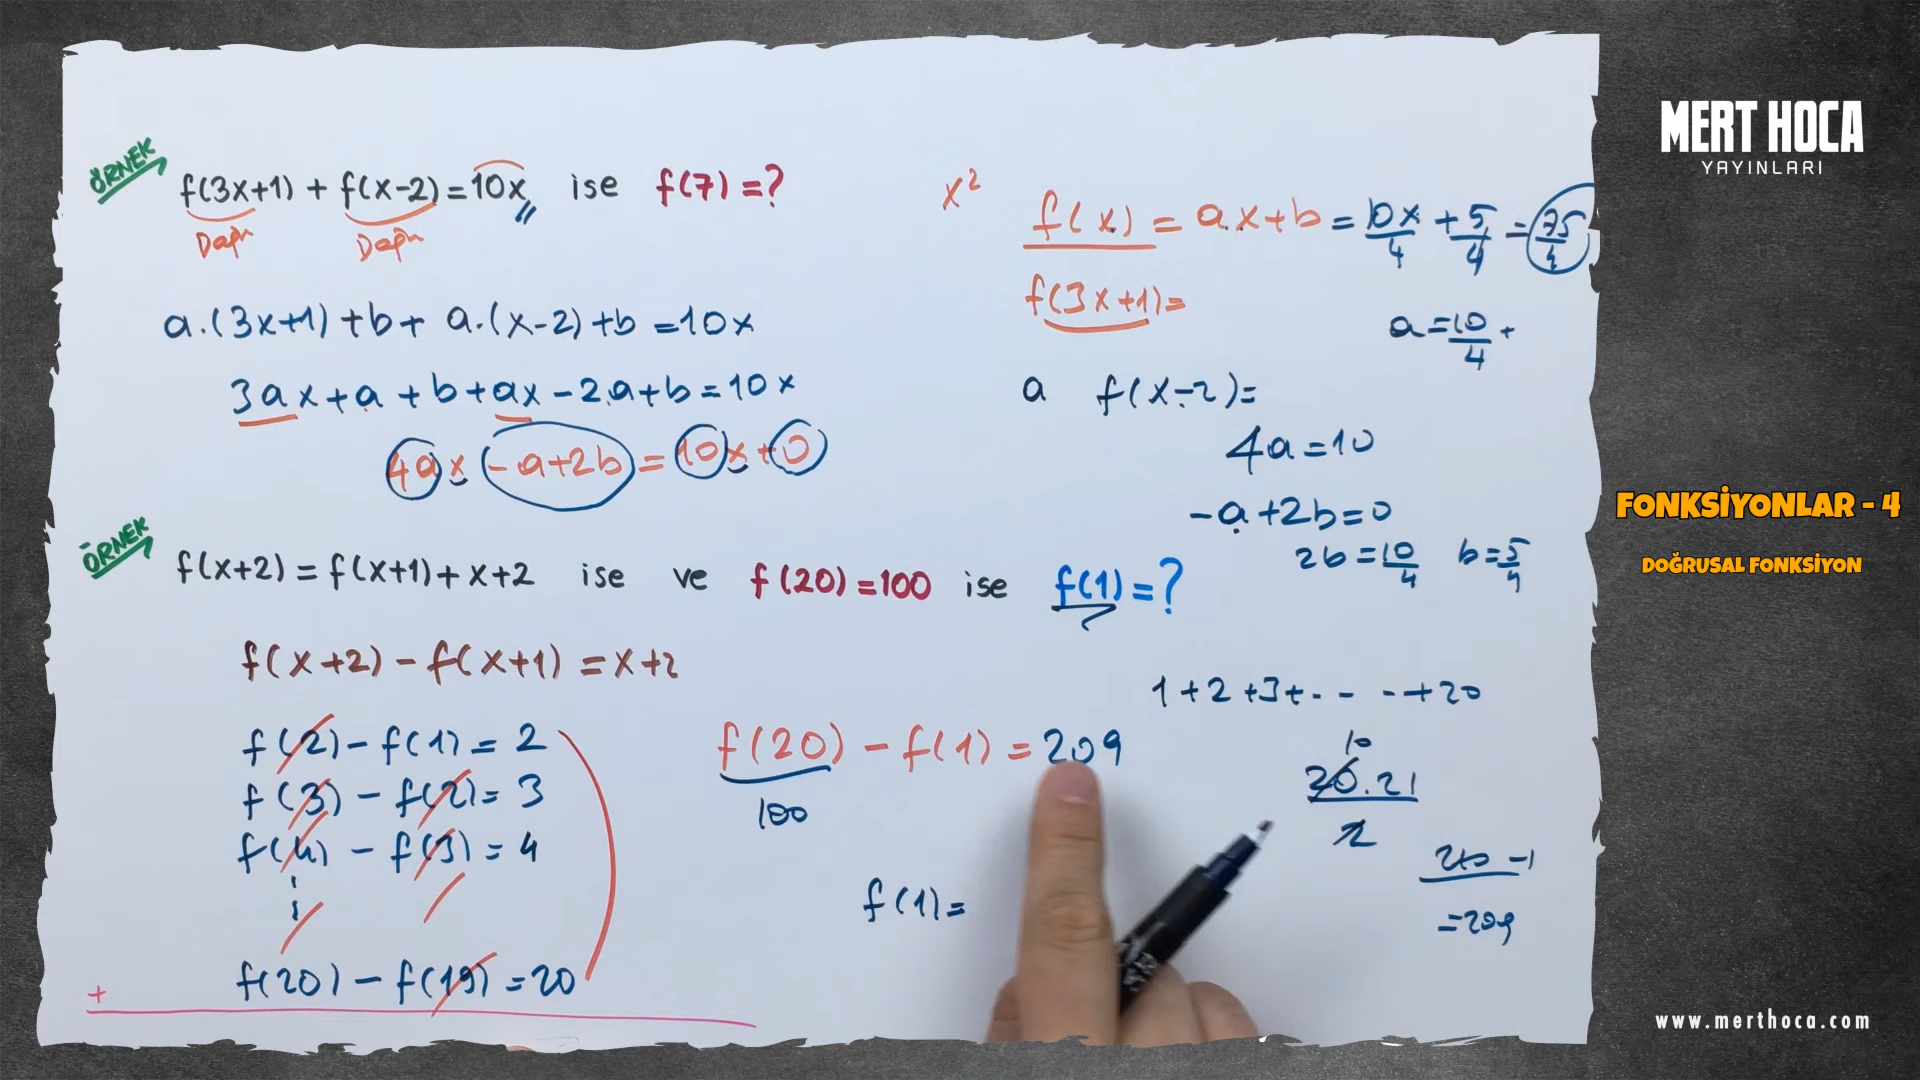 MERT HOCA
YAYINLARI
ÖRNEK
f(3x+1) + f(x-2) = 10x ise f(7) = ?
a.(3x+1) + b + a.(x-2) + b = 10x
3ax + a + b + ax - 2a + b = 10x
4ax - a + 2b = 10x + 0
x²
f(x) = a.x + b = 10x/4 + 5/4 = 75/4
f(3x+1) =
a = 10/4
a f(x-2) =
4a = 10
-a + 2b = 0
2b = 10/4 b = 5/4
ÖRNEK
f(x+2) = f(x+1) + x+2 ise ve f(20) = 100 ise f(1) = ?
f(x+2) - f(x+1) = x+2
f(2) - f(1) = 2
f(3) - f(2) = 3
f(4) - f(3) = 4
f(20) - f(19) = 20
+
f(20) - f(1) = 209
100
f(1) =
1 + 2 + 3 + - - - + 20
10
20.21
2
210 - 1
= 209
FONKSİYONLAR - 4
DOĞRUSAL FONKSİYON
www.merthoca.com